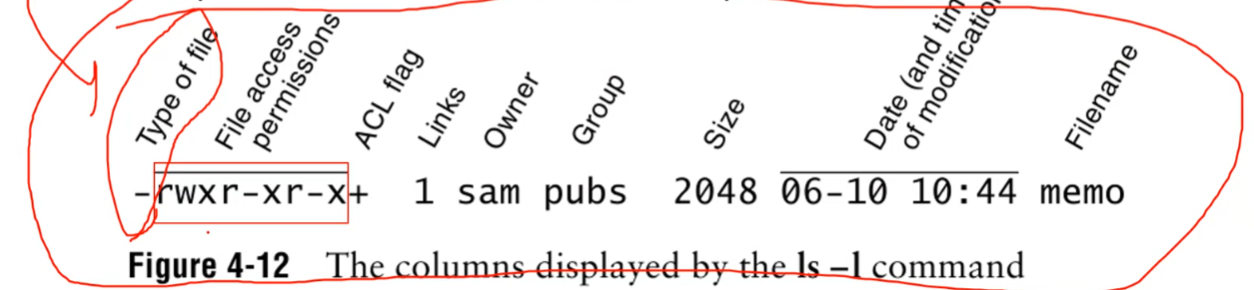 Type of file
File access
permissions
ACL flag
Links
Owner
Group
Size
Date (and tim
of modificatio
Filename
-rwxr-xr-x+ 1 sam pubs 2048 06-10 10:44 memo
Figure 4-12 The columns displayed by the ls –l command